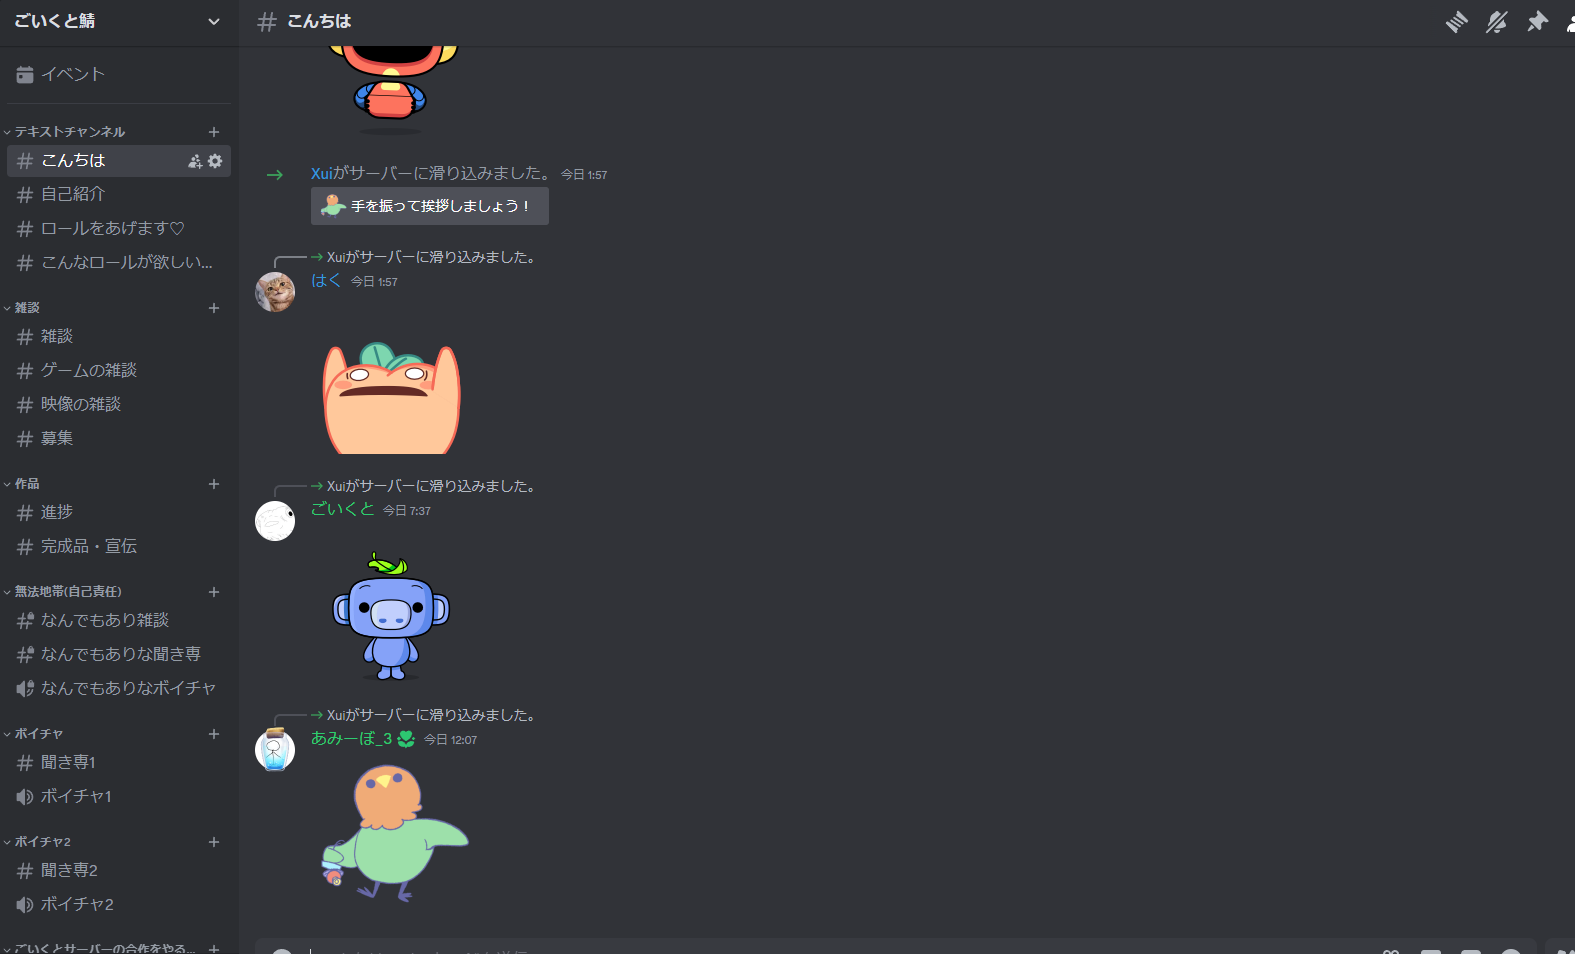 ごいくと鯖
イベント
テキストチャンネル
こんちは
自己紹介
ロールをあげます♡
こんなロールが欲しい...
雑談
雑談
ゲームの雑談
映像の雑談
募集
作品
進捗
完成品・宣伝
無法地帯(自己責任)
なんでもあり雑談
なんでもありな聞き専
なんでもありなボイチャ
ボイチャ
聞き専1
ボイチャ1
ボイチャ2
聞き専2
ボイチャ2
ごいくとサーバーの合作をやる...
こんちは
Xuiがサーバーに滑り込みました。 今日 1:57
手を振って挨拶しましょう！
Xuiがサーバーに滑り込みました。
はく 今日 1:57
Xuiがサーバーに滑り込みました。
ごいくと 今日 7:37
Xuiがサーバーに滑り込みました。
あみーぼ_3 今日 12:07